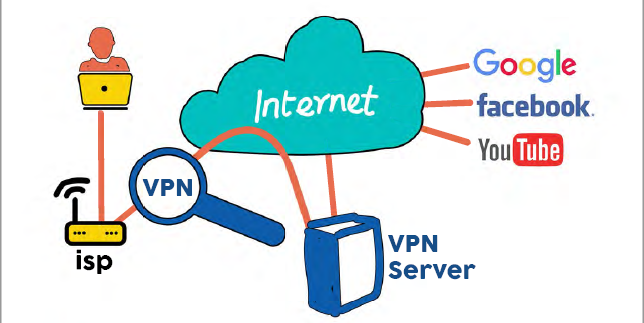 Internet
Google
facebook.
YouTube
VPN
isp
VPN
Server